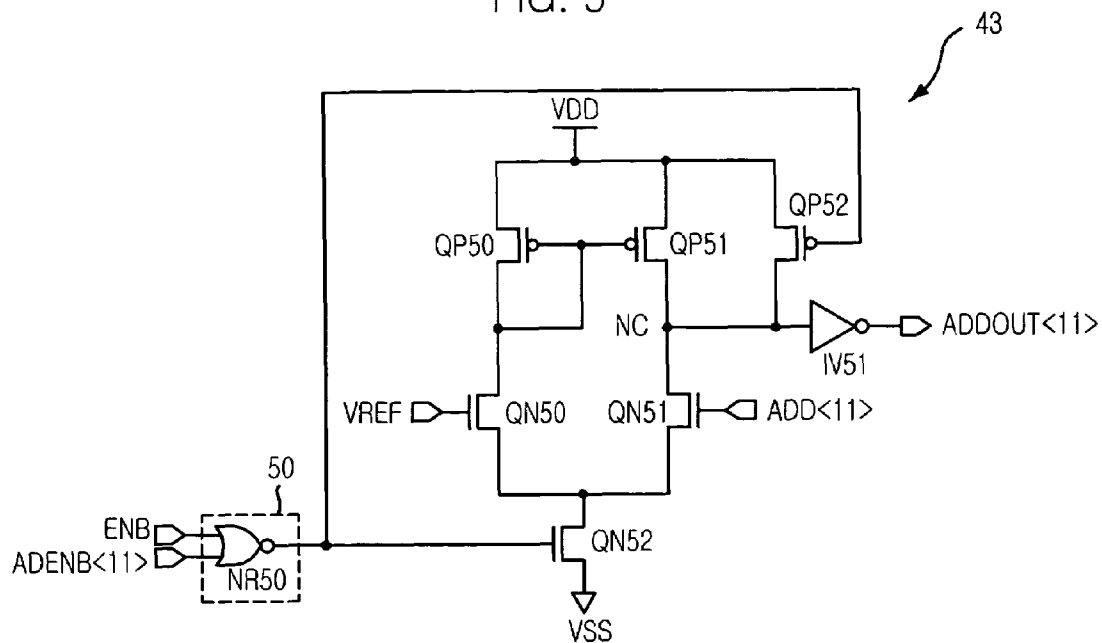 FIG. 5
43
VDD
QP52
QP50
QP51
NC
ADDOUT<11>
IV51
VREF
QN50
QN51
ADD<11>
50
ENB
ADENB<11>
NR50
QN52
VSS